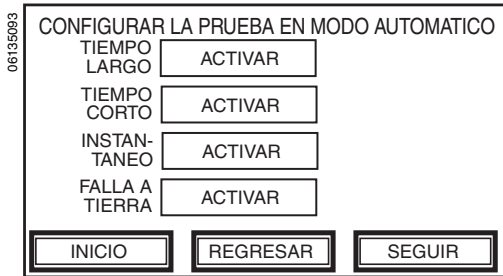 06135093
CONFIGURAR LA PRUEBA EN MODO AUTOMATICO
TIEMPO
LARGO
ACTIVAR
TIEMPO
CORTO
ACTIVAR
INSTAN-
TANEO
ACTIVAR
FALLA A
TIERRA
ACTIVAR
INICIO
REGRESAR
SEGUIR